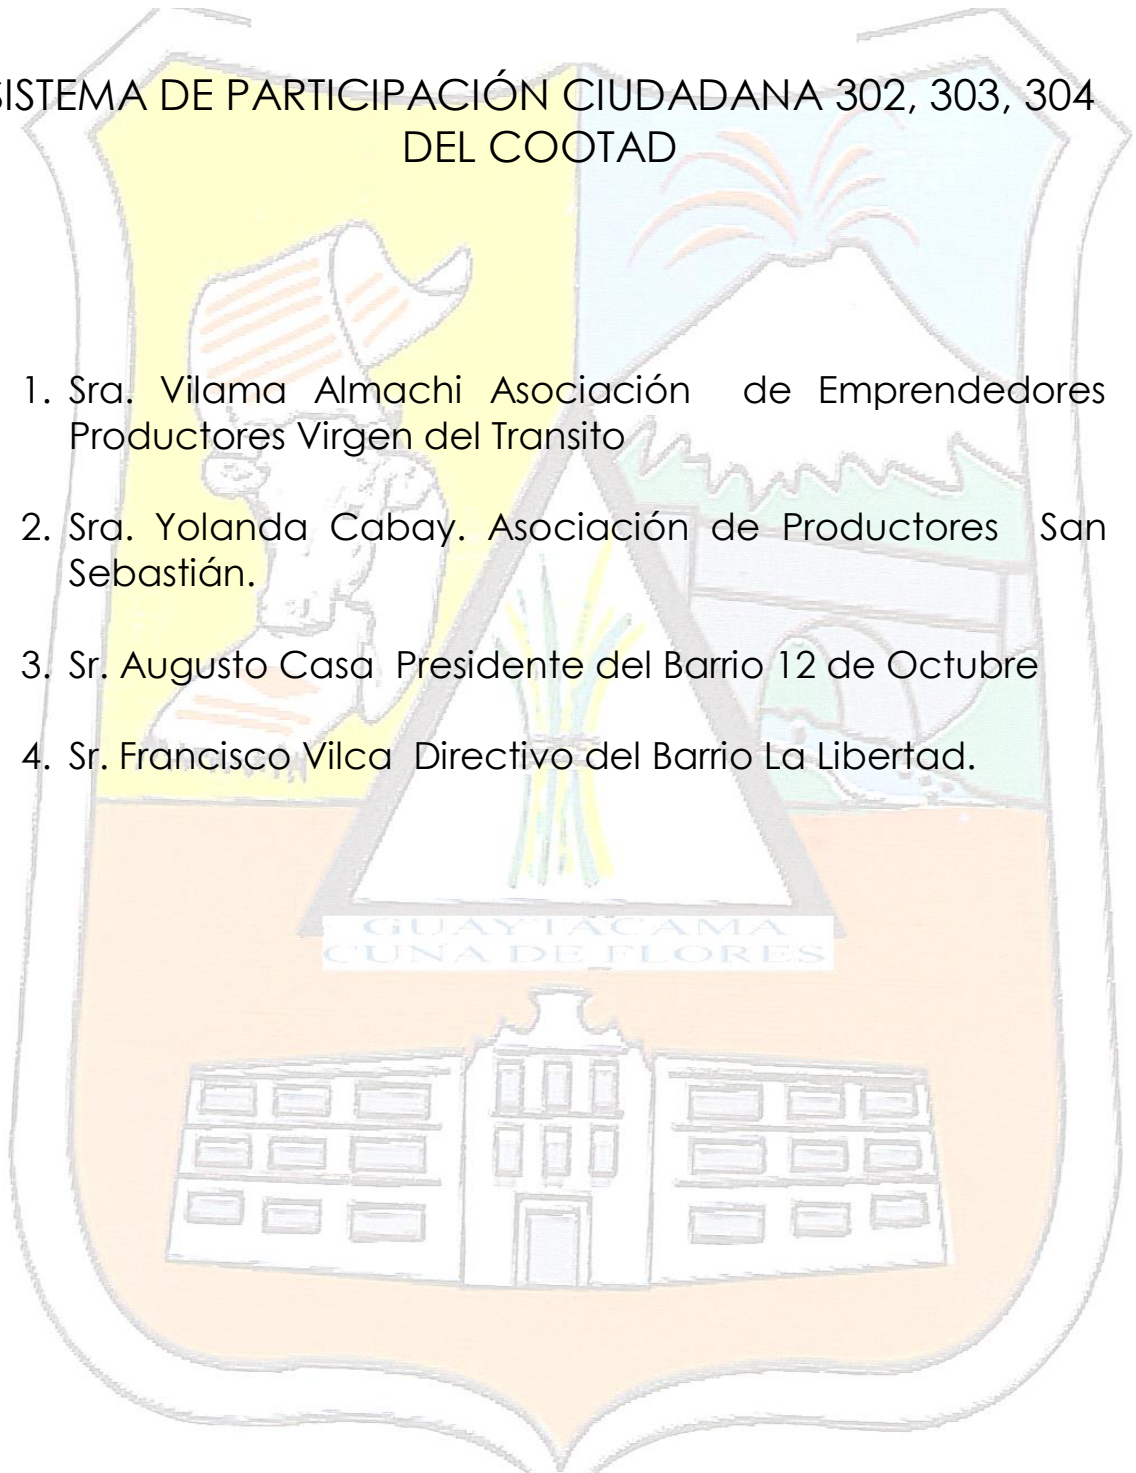 SISTEMA DE PARTICIPACIÓN CIUDADANA 302, 303, 304
DEL COOTAD
1. Sra. Vilama Almachi Asociación de Emprendedores
Productores Virgen del Transito
2. Sra. Yolanda Cabay. Asociación de Productores San
Sebastián.
3. Sr. Augusto Casa Presidente del Barrio 12 de Octubre
4. Sr. Francisco Vilca Directivo del Barrio La Libertad.
GUAYTACAMA
CUNA DE FLORES